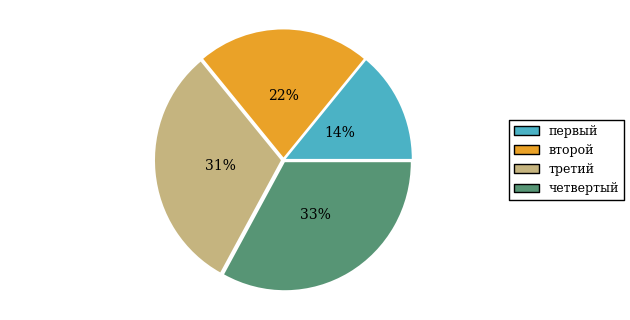 22%
14%
31%
33%
первый
второй
третий
четвертый